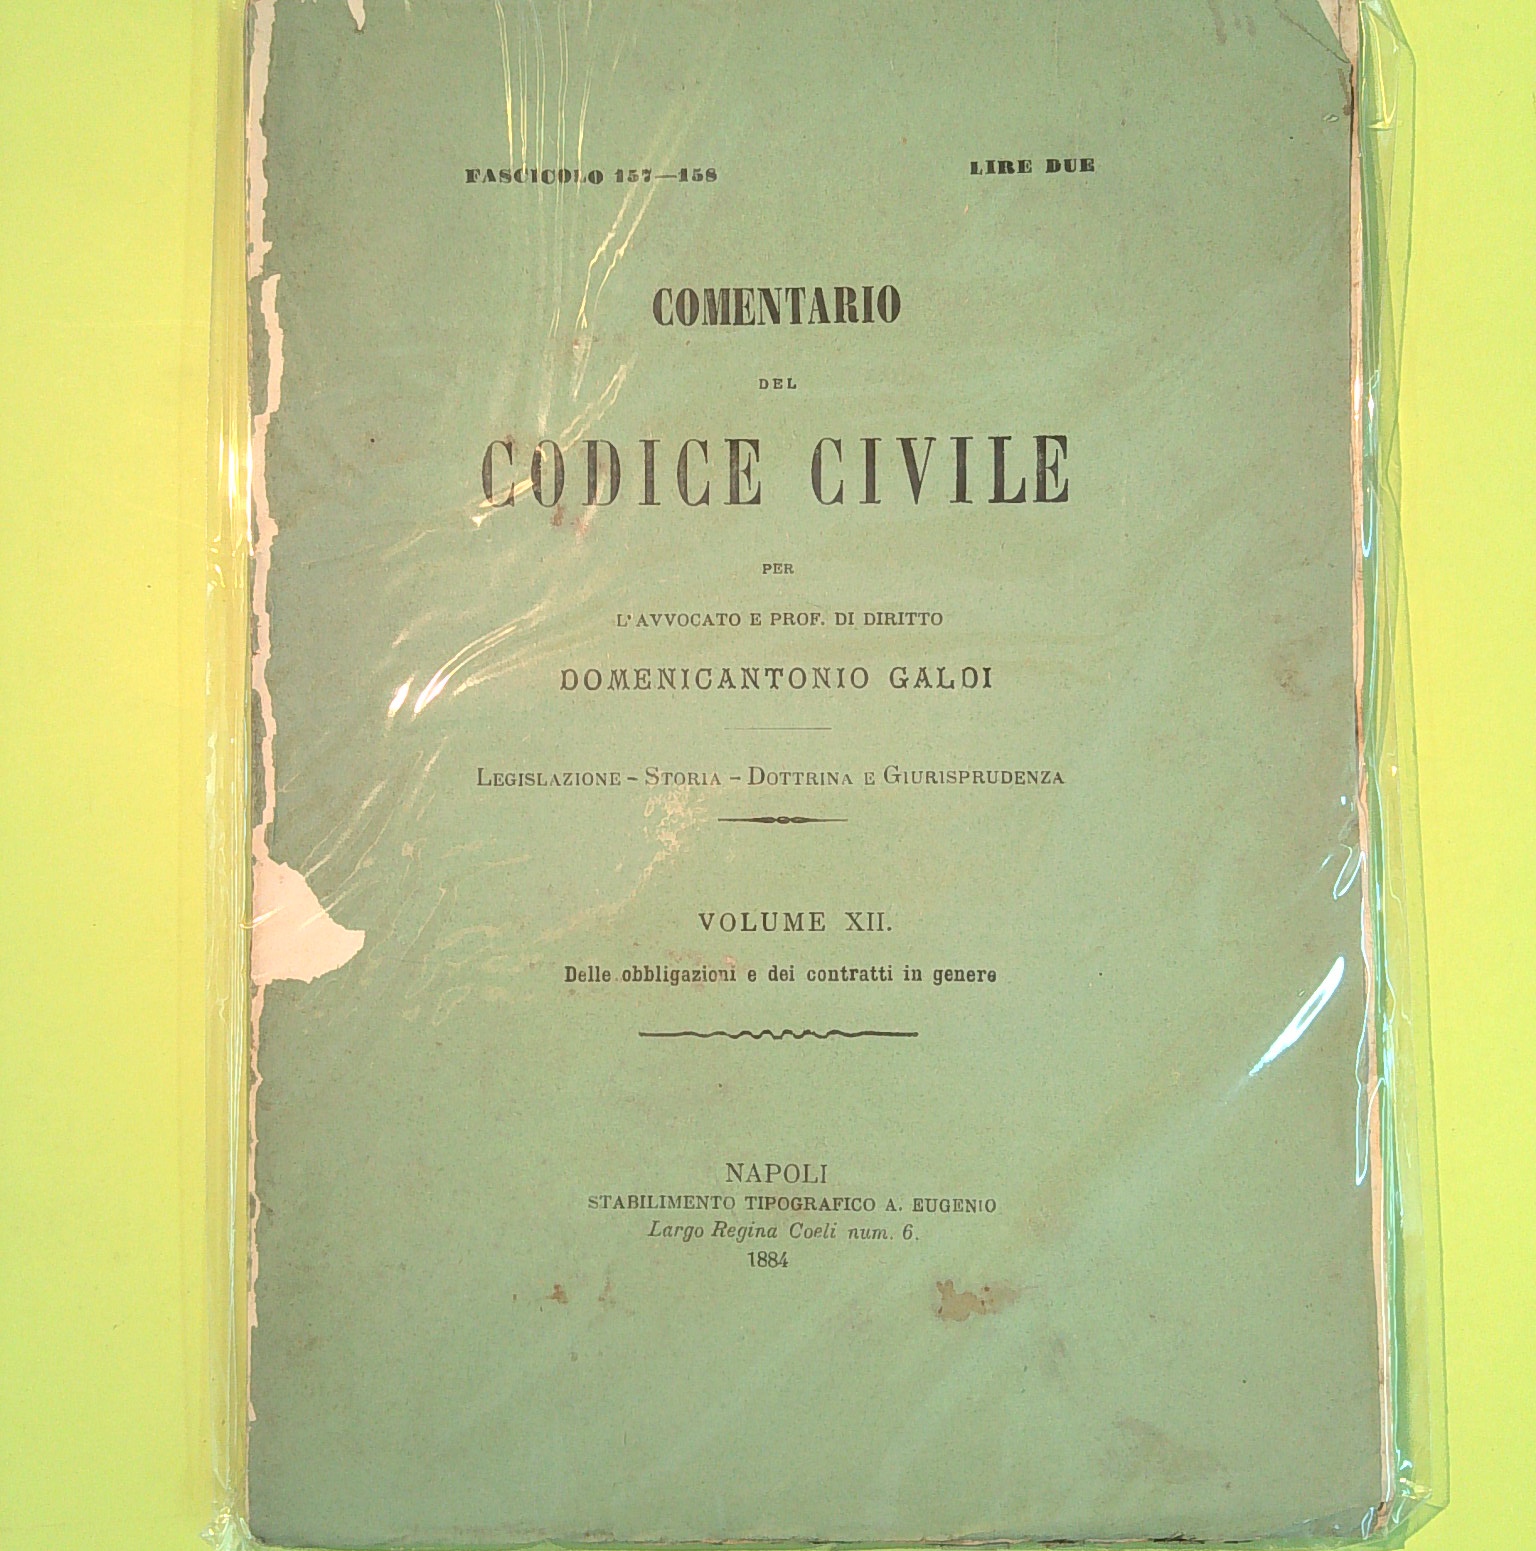 FASCICOLO 157—158
LIRE DUE
COMENTARIO
DEL
CODICE CIVILE
PER
L'AVVOCATO E PROF. DI DIRITTO
DOMENICANTONIO GALDI
LEGISLAZIONE – STORIA – DOTTRINA E GIURISPRUDENZA
VOLUME XII.
Delle obbligazioni e dei contratti in genere
NAPOLI
STABILIMENTO TIPOGRAFICO A. EUGENIO
Largo Regina Coeli num. 6.
1884